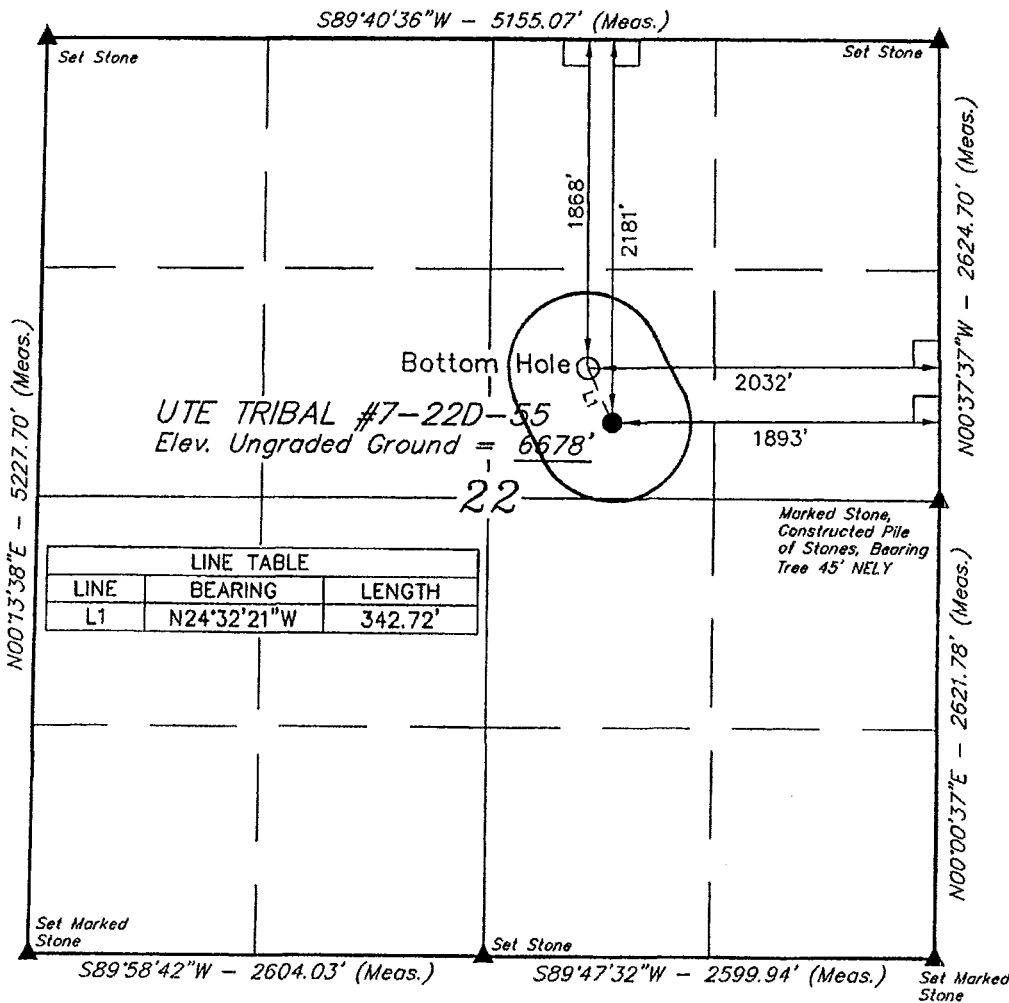 S89°40'36"W - 5155.07' (Meas.)
Set Stone
Set Stone
1868'
2181'
N00°37'37"W - 2624.70' (Meas.)
Bottom Hole
2032'
L1
1893'
UTE TRIBAL #7-22D-55
Elev. Ungraded Ground = 6678'
22
N00°13'38"E - 5227.70' (Meas.)
Marked Stone,
Constructed Pile
of Stones, Bearing
Tree 45' NELY
LINE TABLE
LINE BEARING LENGTH
L1 N24°32'21"W 342.72'
N00°00'37"E - 2621.78' (Meas.)
Set Marked
Stone
Set Stone
S89°58'42"W - 2604.03' (Meas.)
S89°47'32"W - 2599.94' (Meas.)
Set Marked
Stone